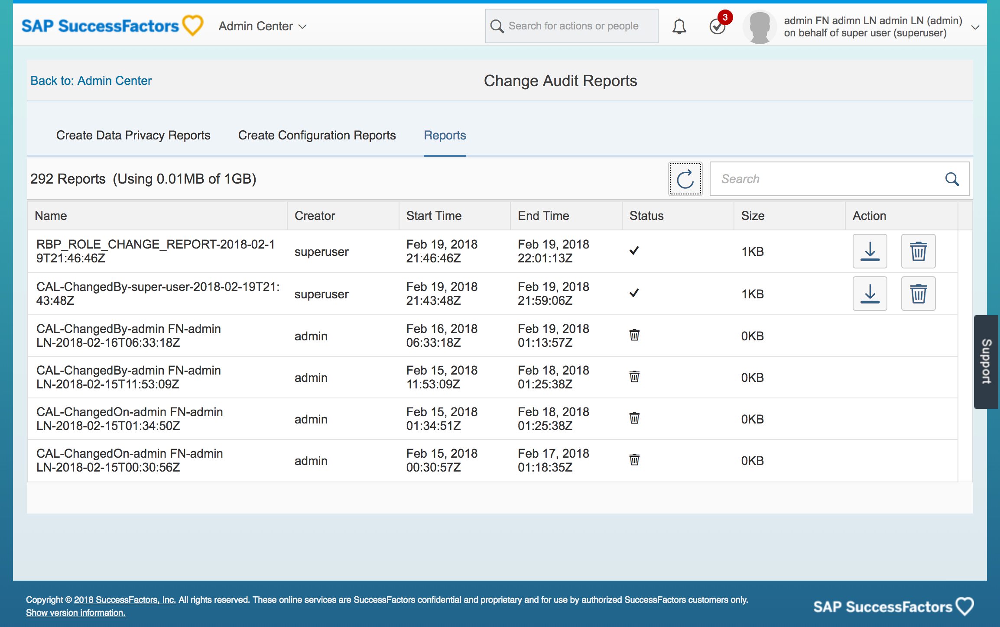 SAP SuccessFactors
Admin Center
Search for actions or people
3
admin FN adimn LN admin LN (admin)
on behalf of super user (superuser)
Back to: Admin Center
Change Audit Reports
Create Data Privacy Reports
Create Configuration Reports
Reports
292 Reports (Using 0.01MB of 1GB)
Search
Name
Creator
Start Time
End Time
Status
Size
Action
RBP_ROLE_CHANGE_REPORT-2018-02-1
9T21:46:46Z
superuser
Feb 19, 2018
21:46:46Z
Feb 19, 2018
22:01:13Z
1KB
CAL-ChangedBy-super-user-2018-02-19T21:
43:48Z
superuser
Feb 19, 2018
21:43:48Z
Feb 19, 2018
21:59:06Z
1KB
CAL-ChangedBy-admin FN-admin
LN-2018-02-16T06:33:18Z
admin
Feb 16, 2018
06:33:18Z
Feb 19, 2018
01:13:57Z
0KB
CAL-ChangedBy-admin FN-admin
LN-2018-02-15T11:53:09Z
admin
Feb 15, 2018
11:53:09Z
Feb 18, 2018
01:25:38Z
0KB
CAL-ChangedOn-admin FN-admin
LN-2018-02-15T01:34:50Z
admin
Feb 15, 2018
01:34:51Z
Feb 18, 2018
01:25:38Z
0KB
CAL-ChangedOn-admin FN-admin
LN-2018-02-15T00:30:56Z
admin
Feb 15, 2018
00:30:57Z
Feb 17, 2018
01:18:35Z
0KB
Support
Copyright © 2018 SuccessFactors, Inc. All rights reserved. These online services are SuccessFactors confidential and proprietary and for use by authorized SuccessFactors customers only.
Show version information.
SAP SuccessFactors